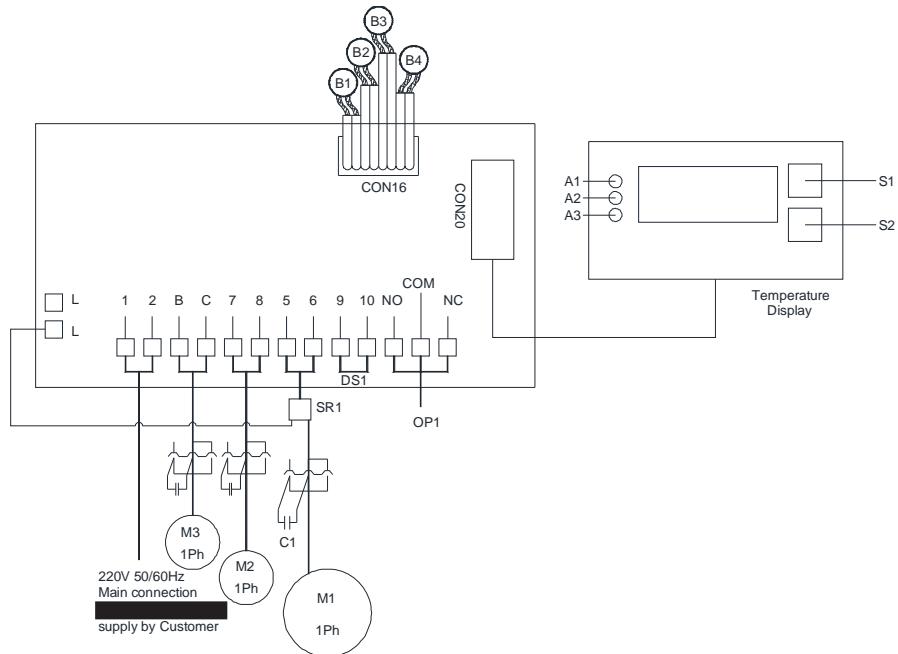 B3
B2
B4
B1
CON16
CON20
A1
A2
A3
S1
S2
Temperature
Display
L
L
1 2 B C 7 8 5 6 9 10 NO COM NC
DS1
SR1
OP1
C1
M3
1Ph
M2
1Ph
M1
1Ph
220V 50/60Hz
Main connection
supply by Customer